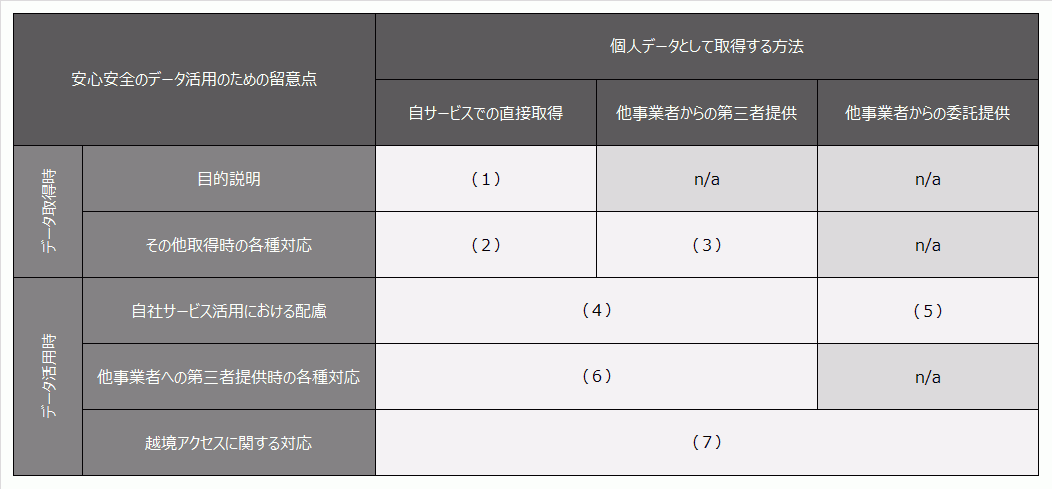 安心安全のデータ活用のための留意点
個人データとして取得する方法
自サービスでの直接取得
他事業者からの第三者提供
他事業者からの委託提供
データ取得時
目的説明
（１）
n/a
n/a
その他取得時の各種対応
（２）
（３）
n/a
データ活用時
自社サービス活用における配慮
（４）
（５）
他事業者への第三者提供時の各種対応
（６）
n/a
越境アクセスに関する対応
（７）